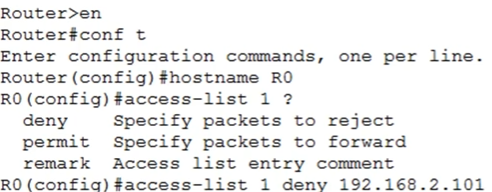 Router>en
Router#conf t
Enter configuration commands, one per line.
Router(config)#hostname R0
R0(config)#access-list 1 ?
  deny    Specify packets to reject
  permit  Specify packets to forward
  remark  Access list entry comment
R0(config)#access-list 1 deny 192.168.2.101